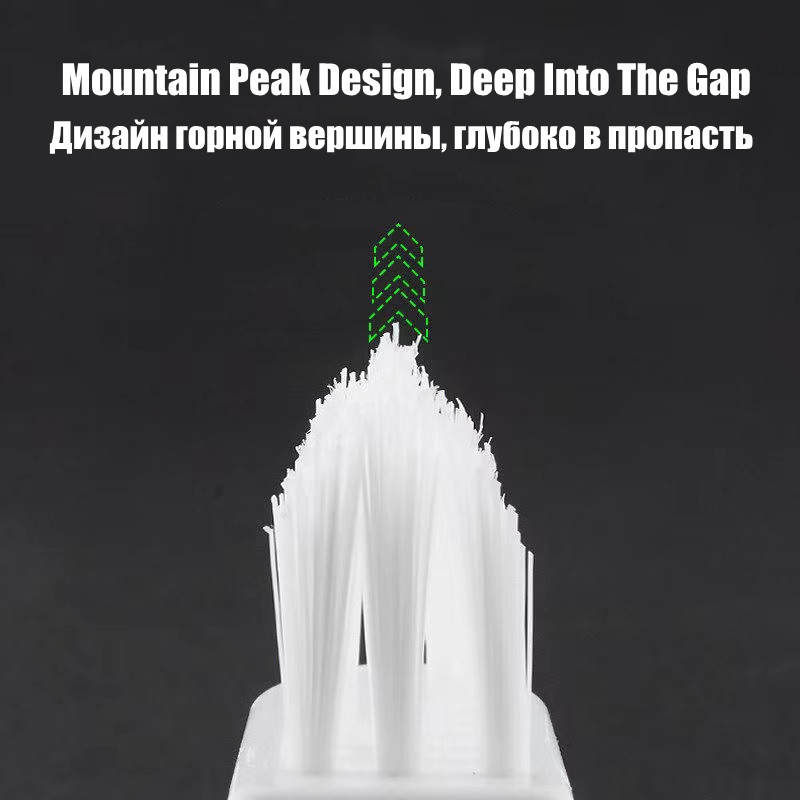 Mountain Peak Design, Deep Into The Gap
Дизайн горной вершины, глубоко в пропасть